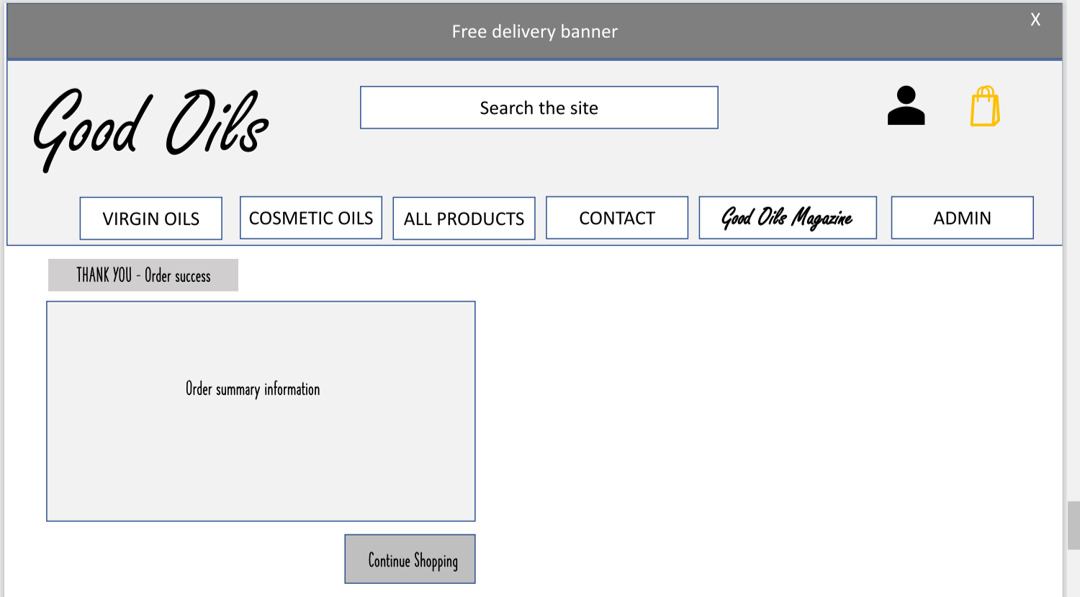 Free delivery banner
X
Good Oils
Search the site
VIRGIN OILS
COSMETIC OILS
ALL PRODUCTS
CONTACT
Good Oils Magazine
ADMIN
THANK YOU - Order success
Order summary information
Continue Shopping